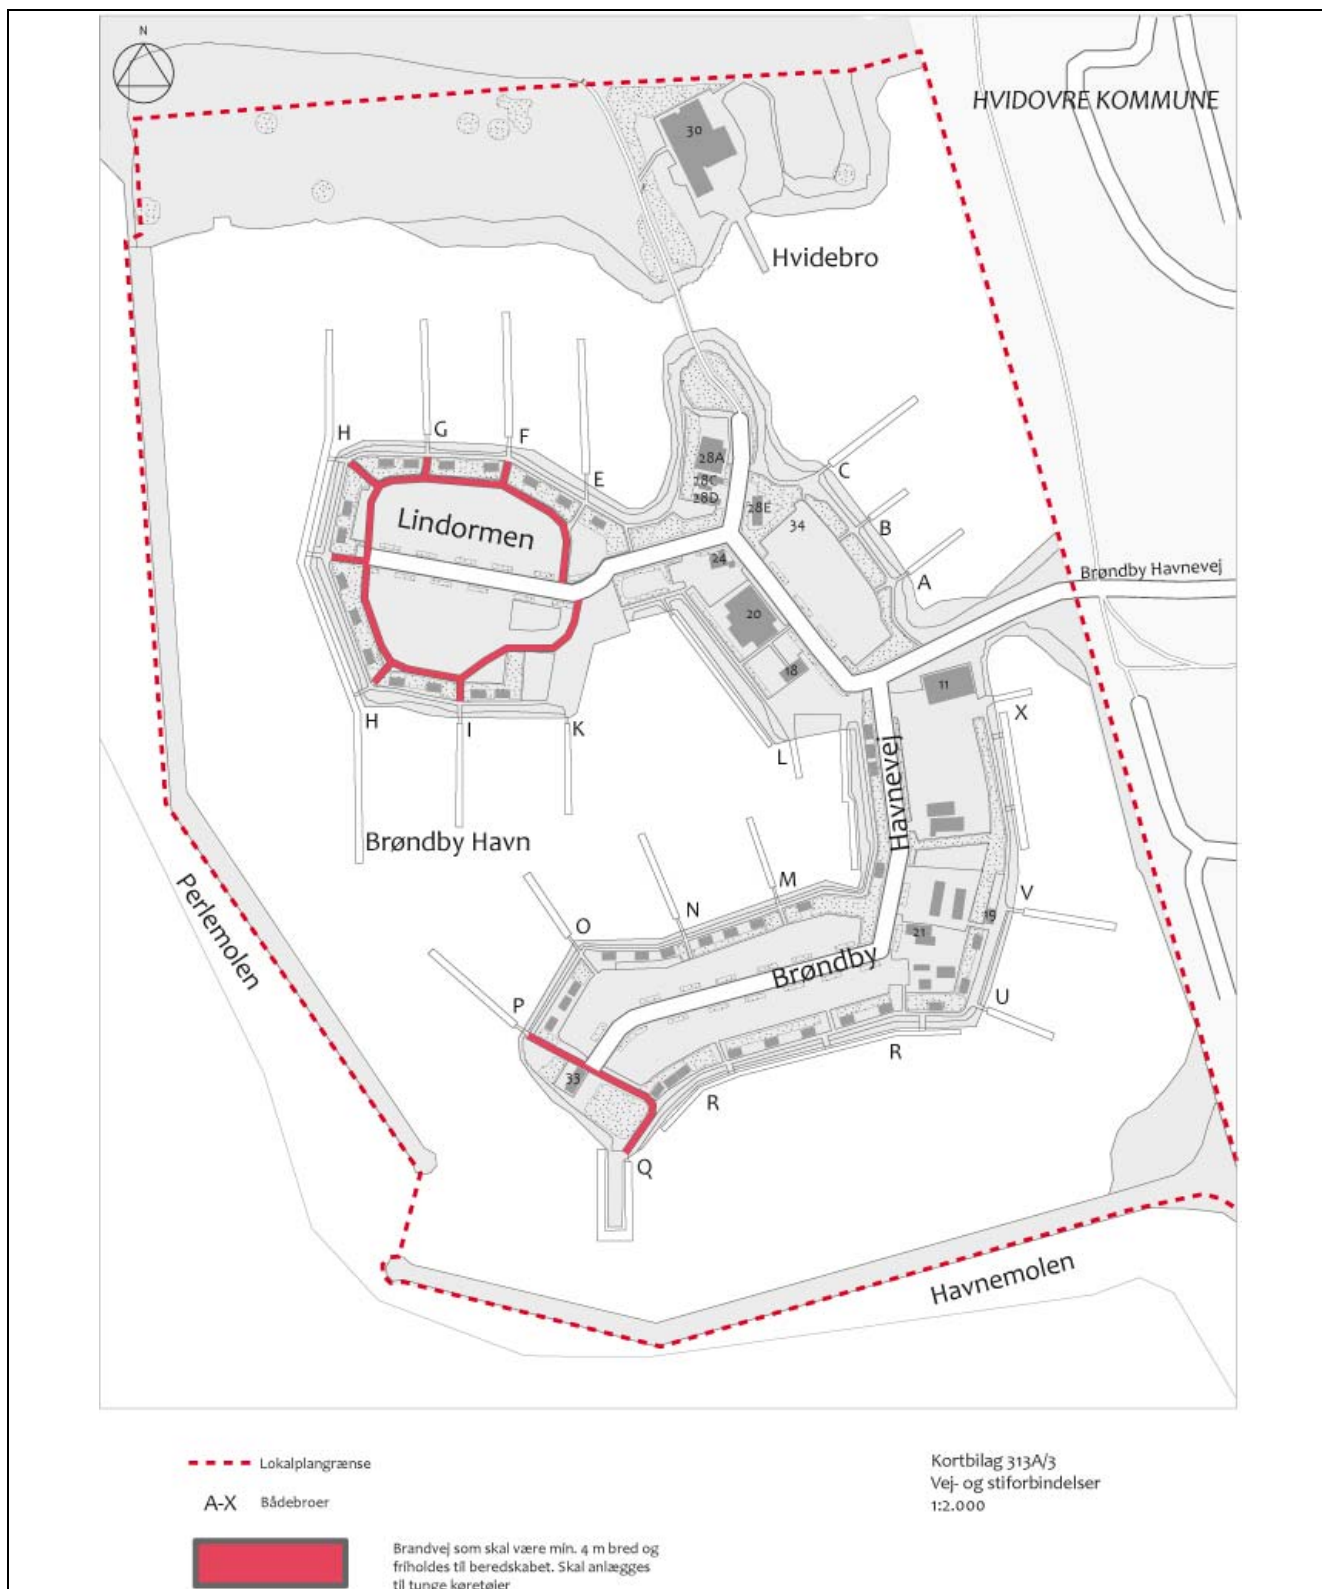 N
HVIDOVRE KOMMUNE
30
Hvidebro
H
G
F
E
28A
28C
28D
28E
34
C
B
A
Lindormen
24
20
18
Brøndby Havnevej
11
X
H
I
K
L
Havnevej
Brøndby Havn
Perlemolen
M
N
O
V
19
21
Brøndby
P
U
R
33
R
Q
Havnemolen
Lokalplangrænse
A-X Bådebroer
Brandvej som skal være min. 4 m bred og
friholdes til beredskabet. Skal anlægges
til tunge køretøjer
Kortbilag 313A/3
Vej- og stiforbindelser
1:2.000